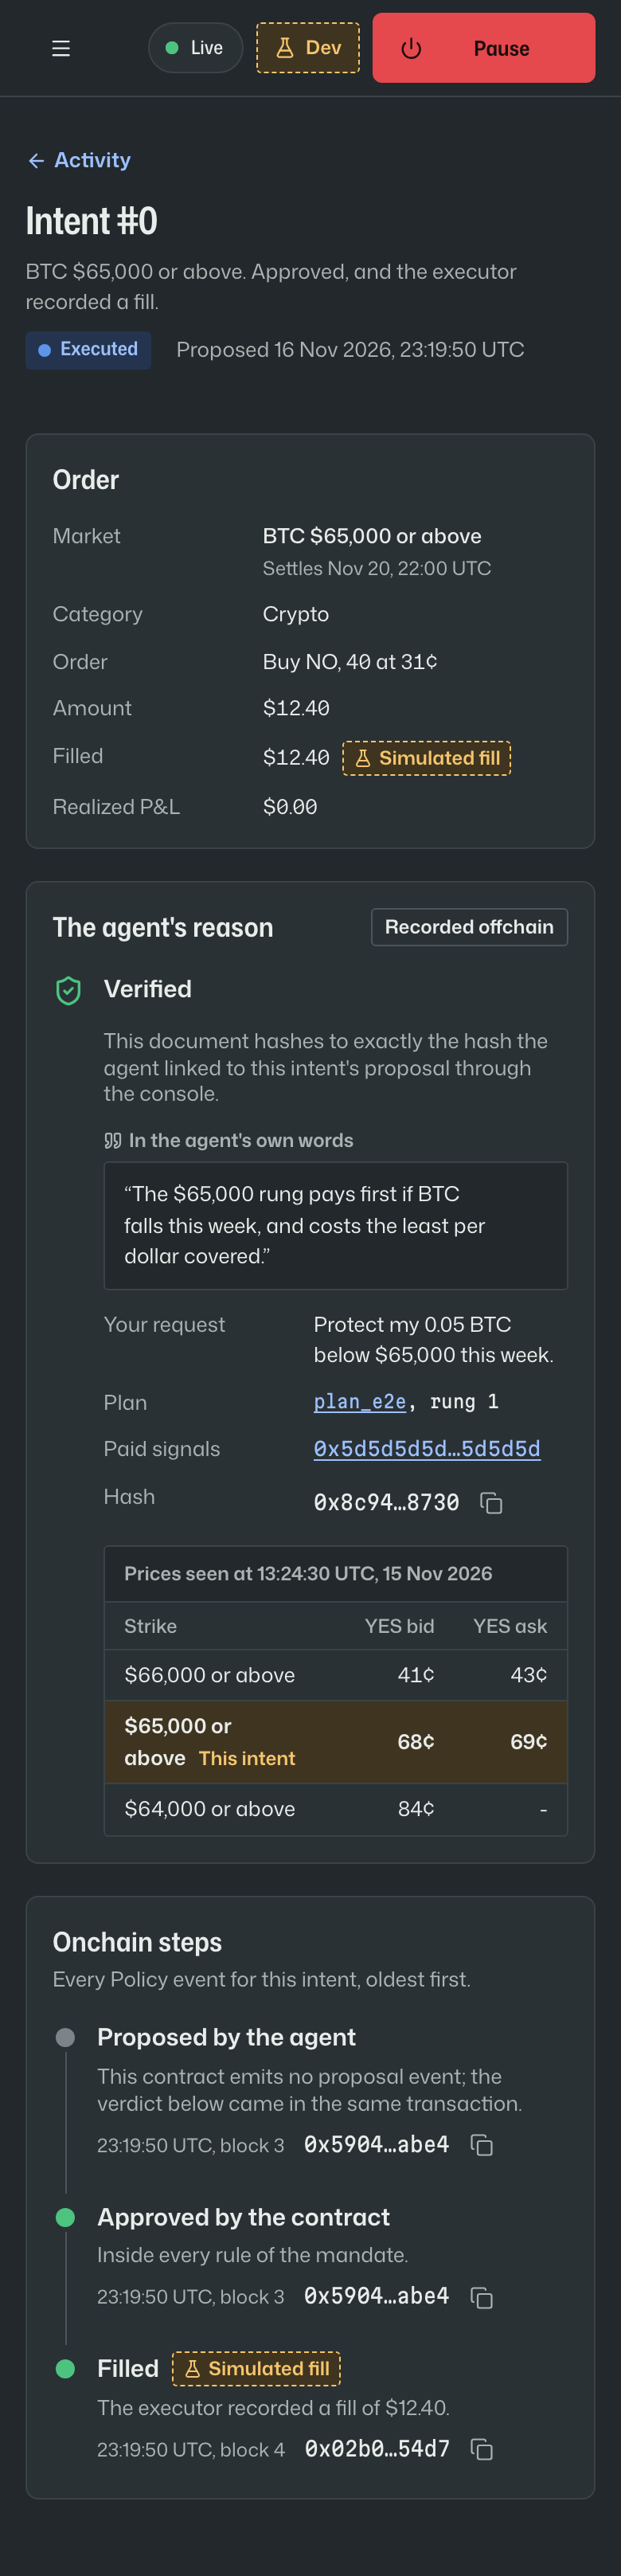 Live
Dev
Pause
Activity
Intent #0
BTC $65,000 or above. Approved, and the executor
recorded a fill.
Executed
Proposed 16 Nov 2026, 23:19:50 UTC
Order
Market
BTC $65,000 or above
Settles Nov 20, 22:00 UTC
Category
Crypto
Order
Buy NO, 40 at 31¢
Amount
$12.40
Filled
$12.40
Simulated fill
Realized P&L
$0.00
The agent's reason
Recorded offchain
Verified
This document hashes to exactly the hash the
agent linked to this intent's proposal through
the console.
In the agent's own words
“The $65,000 rung pays first if BTC
falls this week, and costs the least per
dollar covered.”
Your request
Protect my 0.05 BTC
below $65,000 this week.
Plan
plan_e2e, rung 1
Paid signals
0x5d5d5d5d…5d5d5d
Hash
0x8c94…8730
Prices seen at 13:24:30 UTC, 15 Nov 2026
Strike YES bid YES ask
$66,000 or above 41¢ 43¢
$65,000 or
above This intent 68¢ 69¢
$64,000 or above 84¢ -
Onchain steps
Every Policy event for this intent, oldest first.
Proposed by the agent
This contract emits no proposal event; the
verdict below came in the same transaction.
23:19:50 UTC, block 3 0x5904…abe4
Approved by the contract
Inside every rule of the mandate.
23:19:50 UTC, block 3 0x5904…abe4
Filled
Simulated fill
The executor recorded a fill of $12.40.
23:19:50 UTC, block 4 0x02b0…54d7